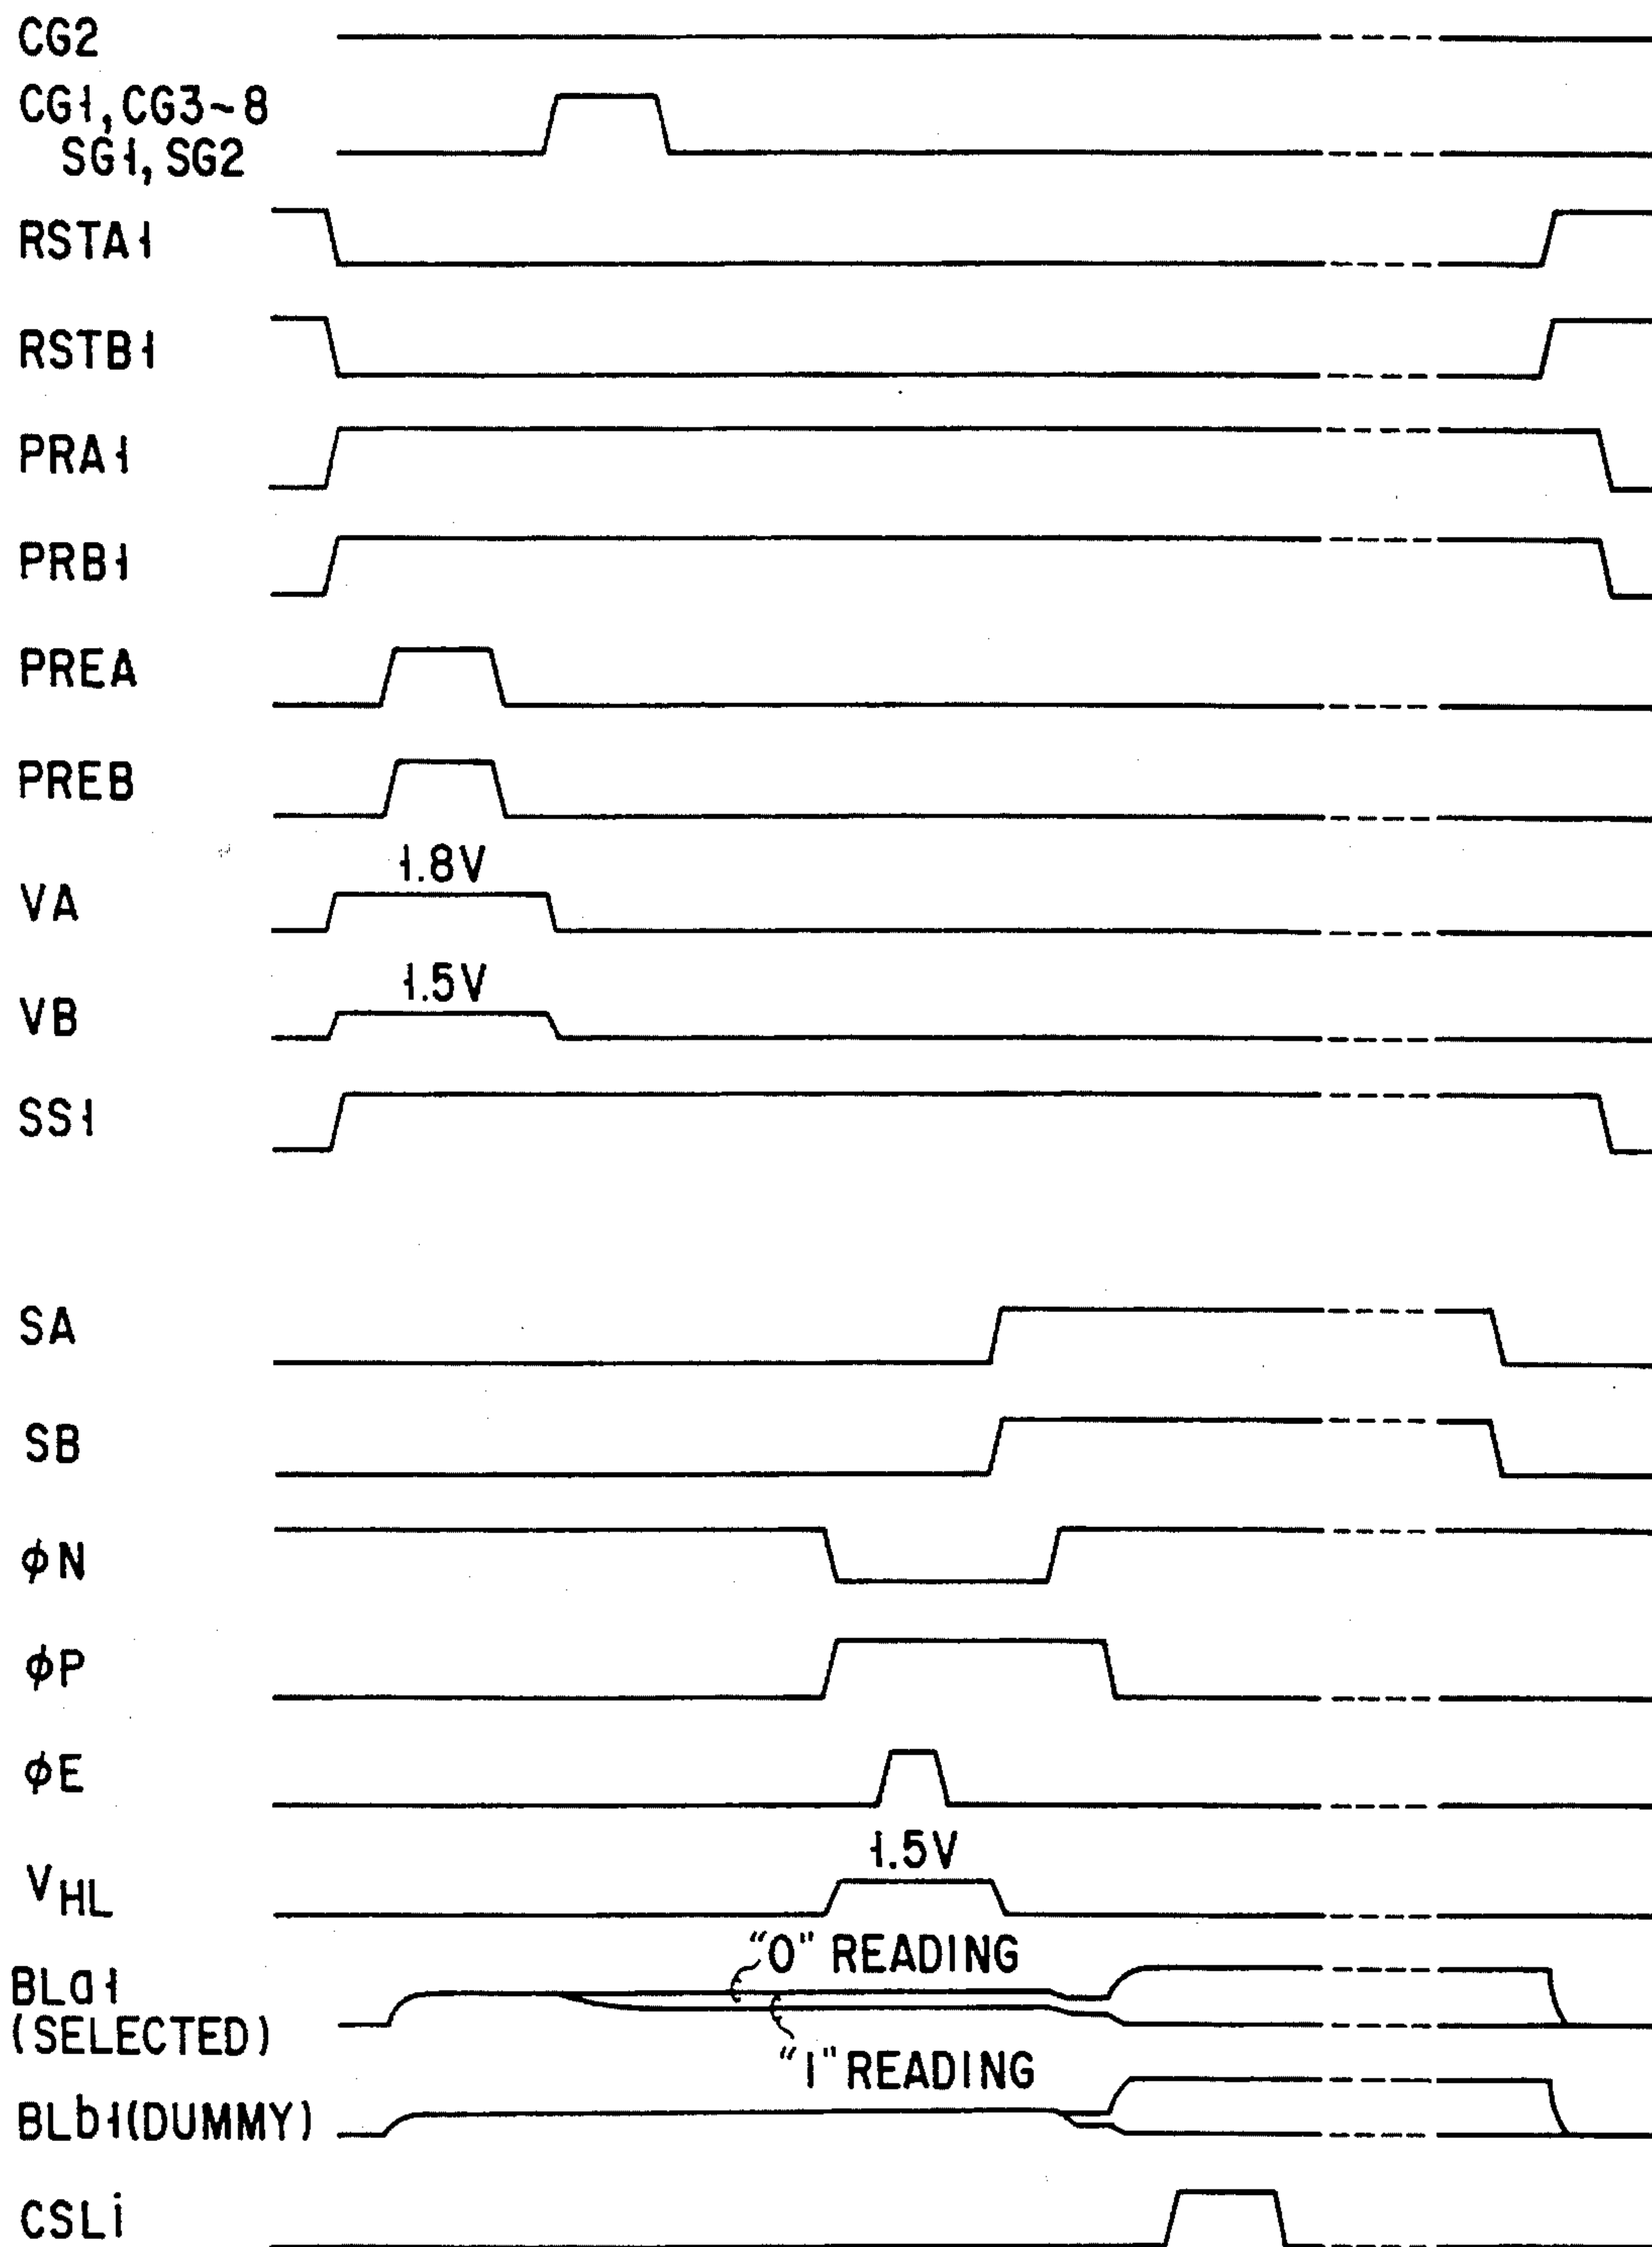 CG2
CG1, CG3~8
SG1, SG2
RSTA1
RSTB1
PRA1
PRB1
PREA
PREB
1.8V
VA
1.5V
VB
SS1
SA
SB
φN
φP
φE
1.5V
VHL
"0" READING
BLa1
(SELECTED)
"1" READING
BLb1(DUMMY)
CSLi